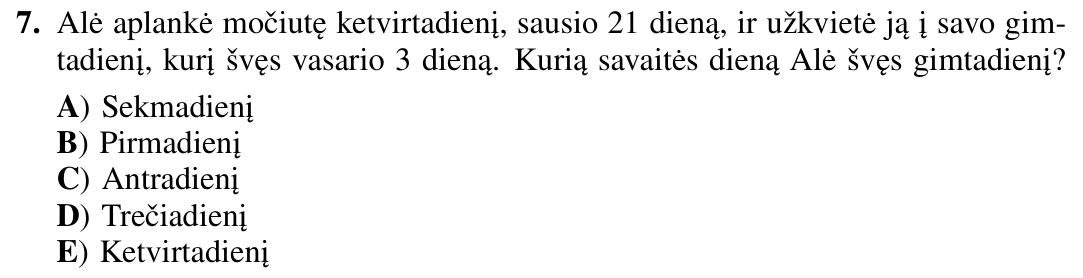 7. Alė aplankė močiutę ketvirtadienį, sausio 21 dieną, ir užkvietė ją į savo gim-
tadienį, kurį švęs vasario 3 dieną. Kurią savaitės dieną Alė švęs gimtadienį?
A) Sekmadienį
B) Pirmadienį
C) Antradienį
D) Trečiadienį
E) Ketvirtadienį